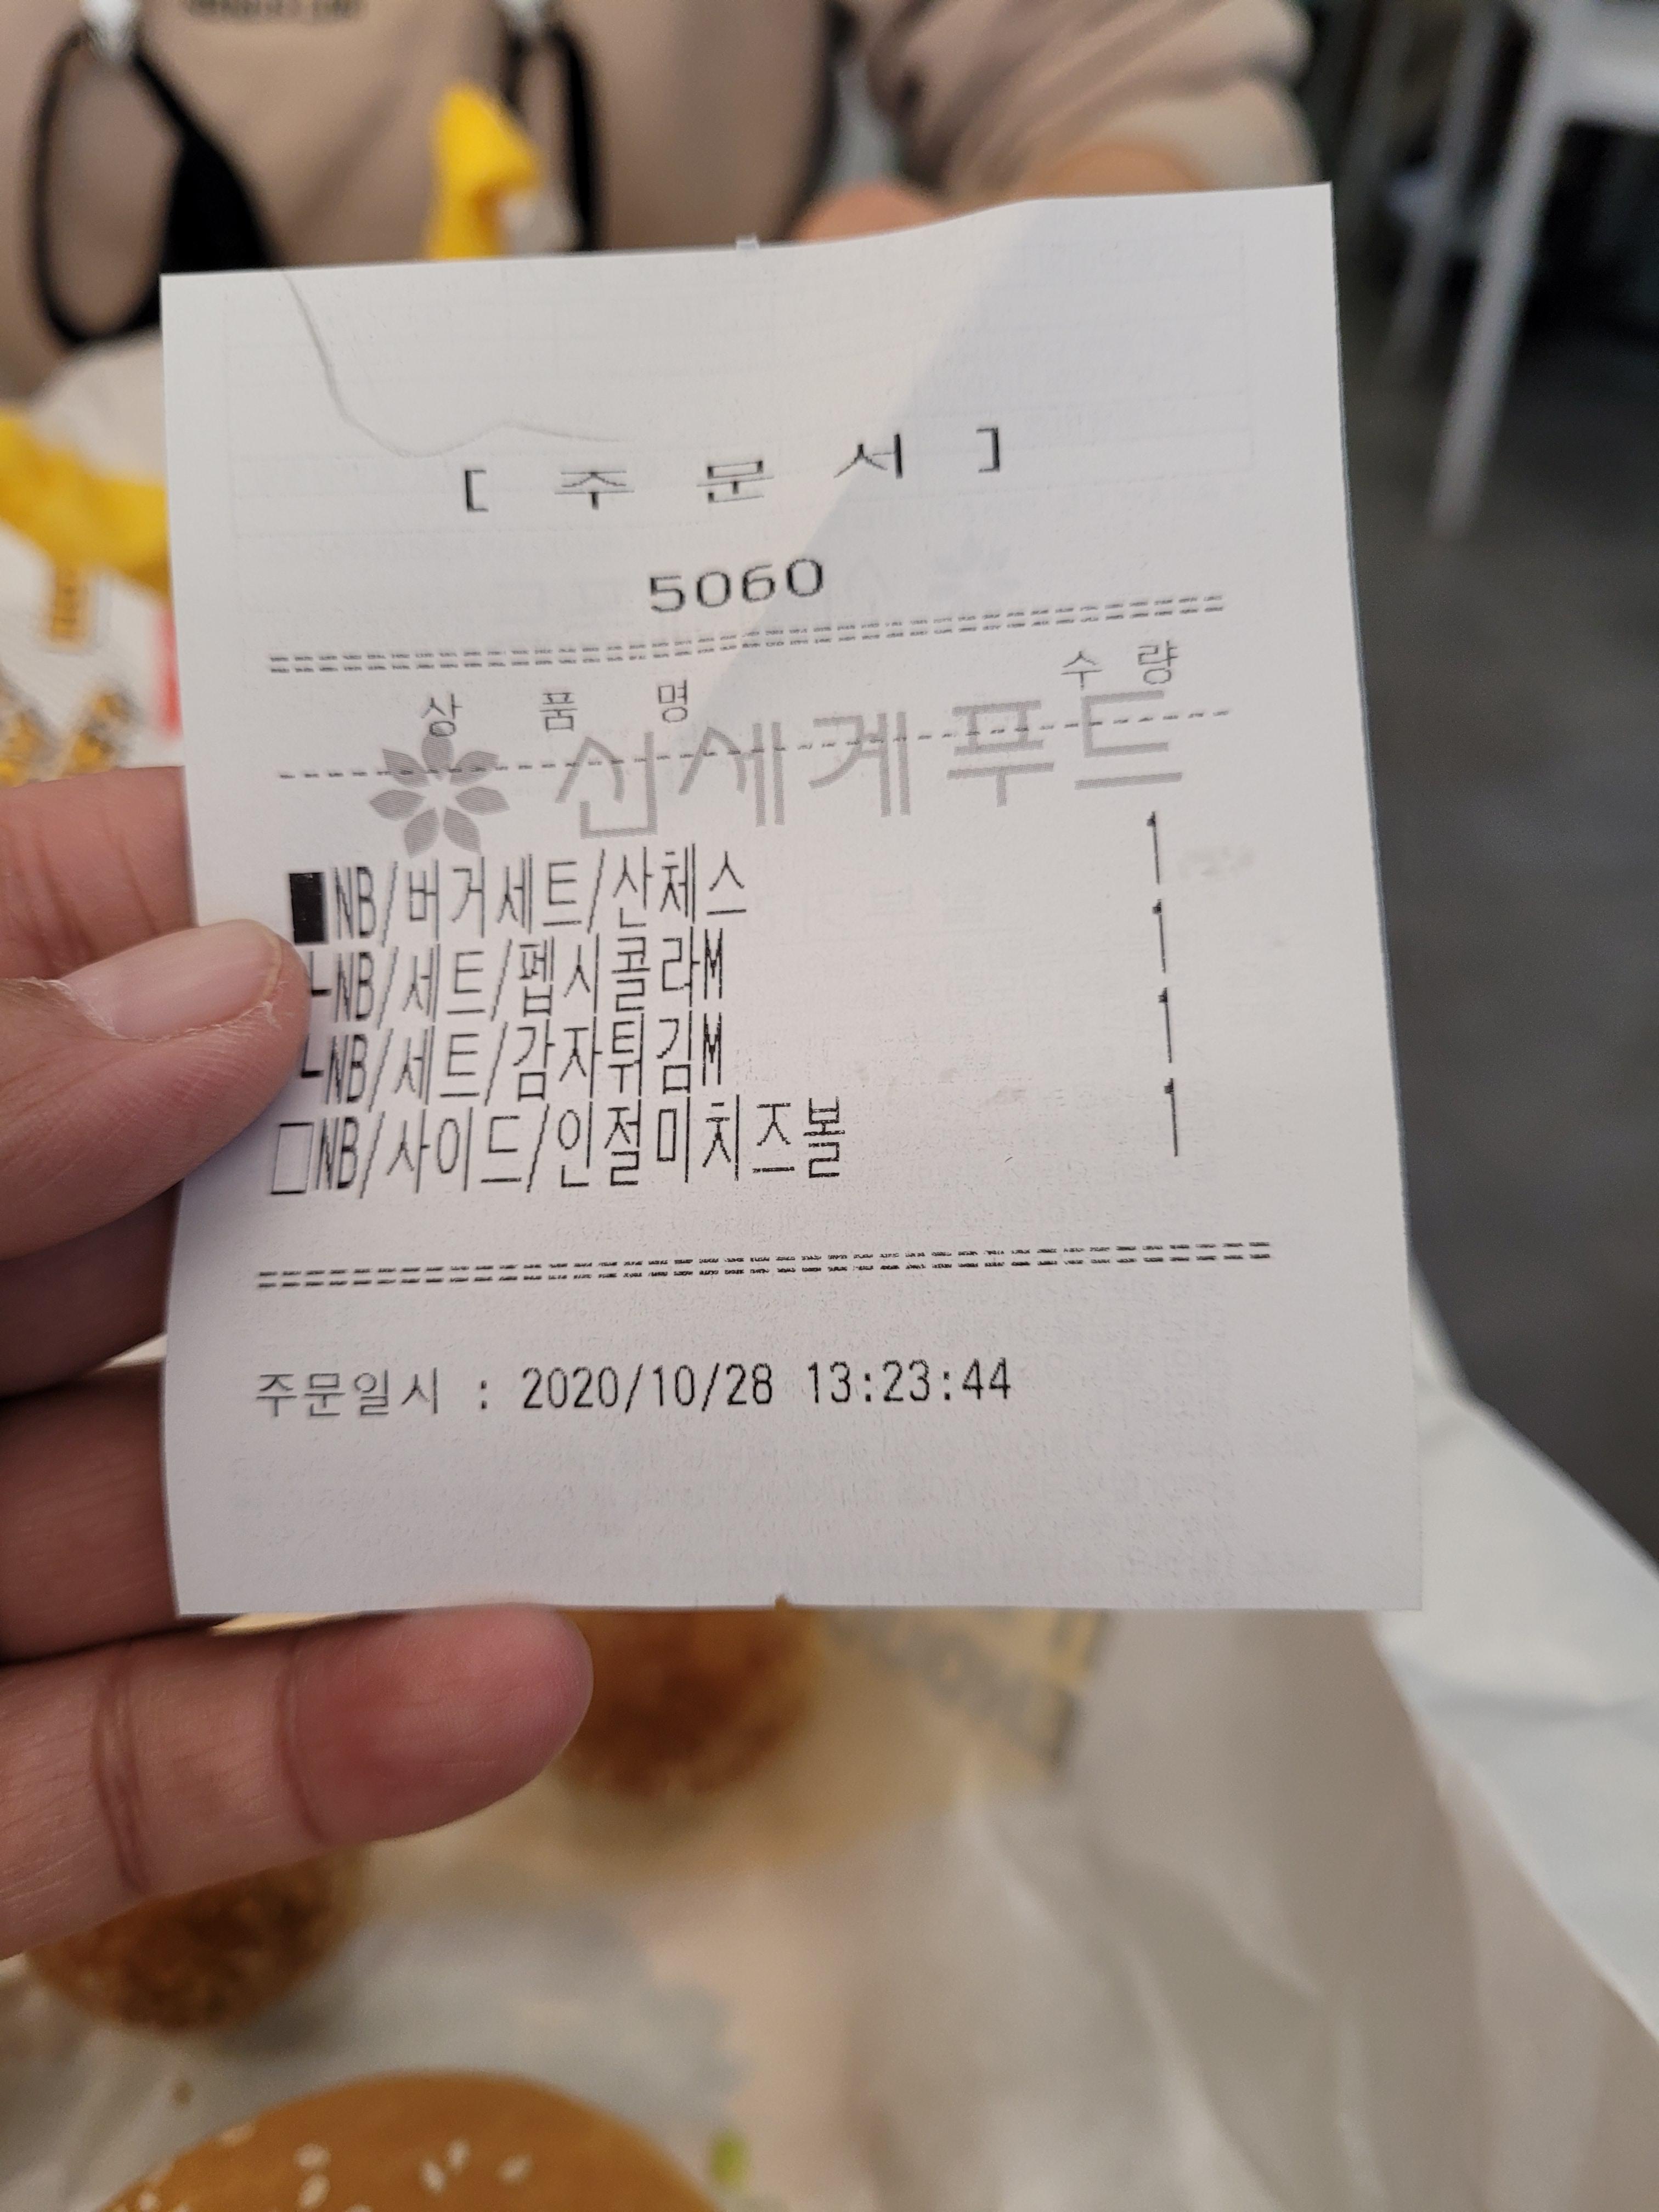 [ 주 문 서 ]
5060
상 품 명 수 량
신세계푸드
■NB/버거세트/산체스 1
└NB/세트/펩시콜라M 1
└NB/세트/감자튀김M 1
□NB/사이드/인절미치즈볼 1
주문일시 : 2020/10/28 13:23:44